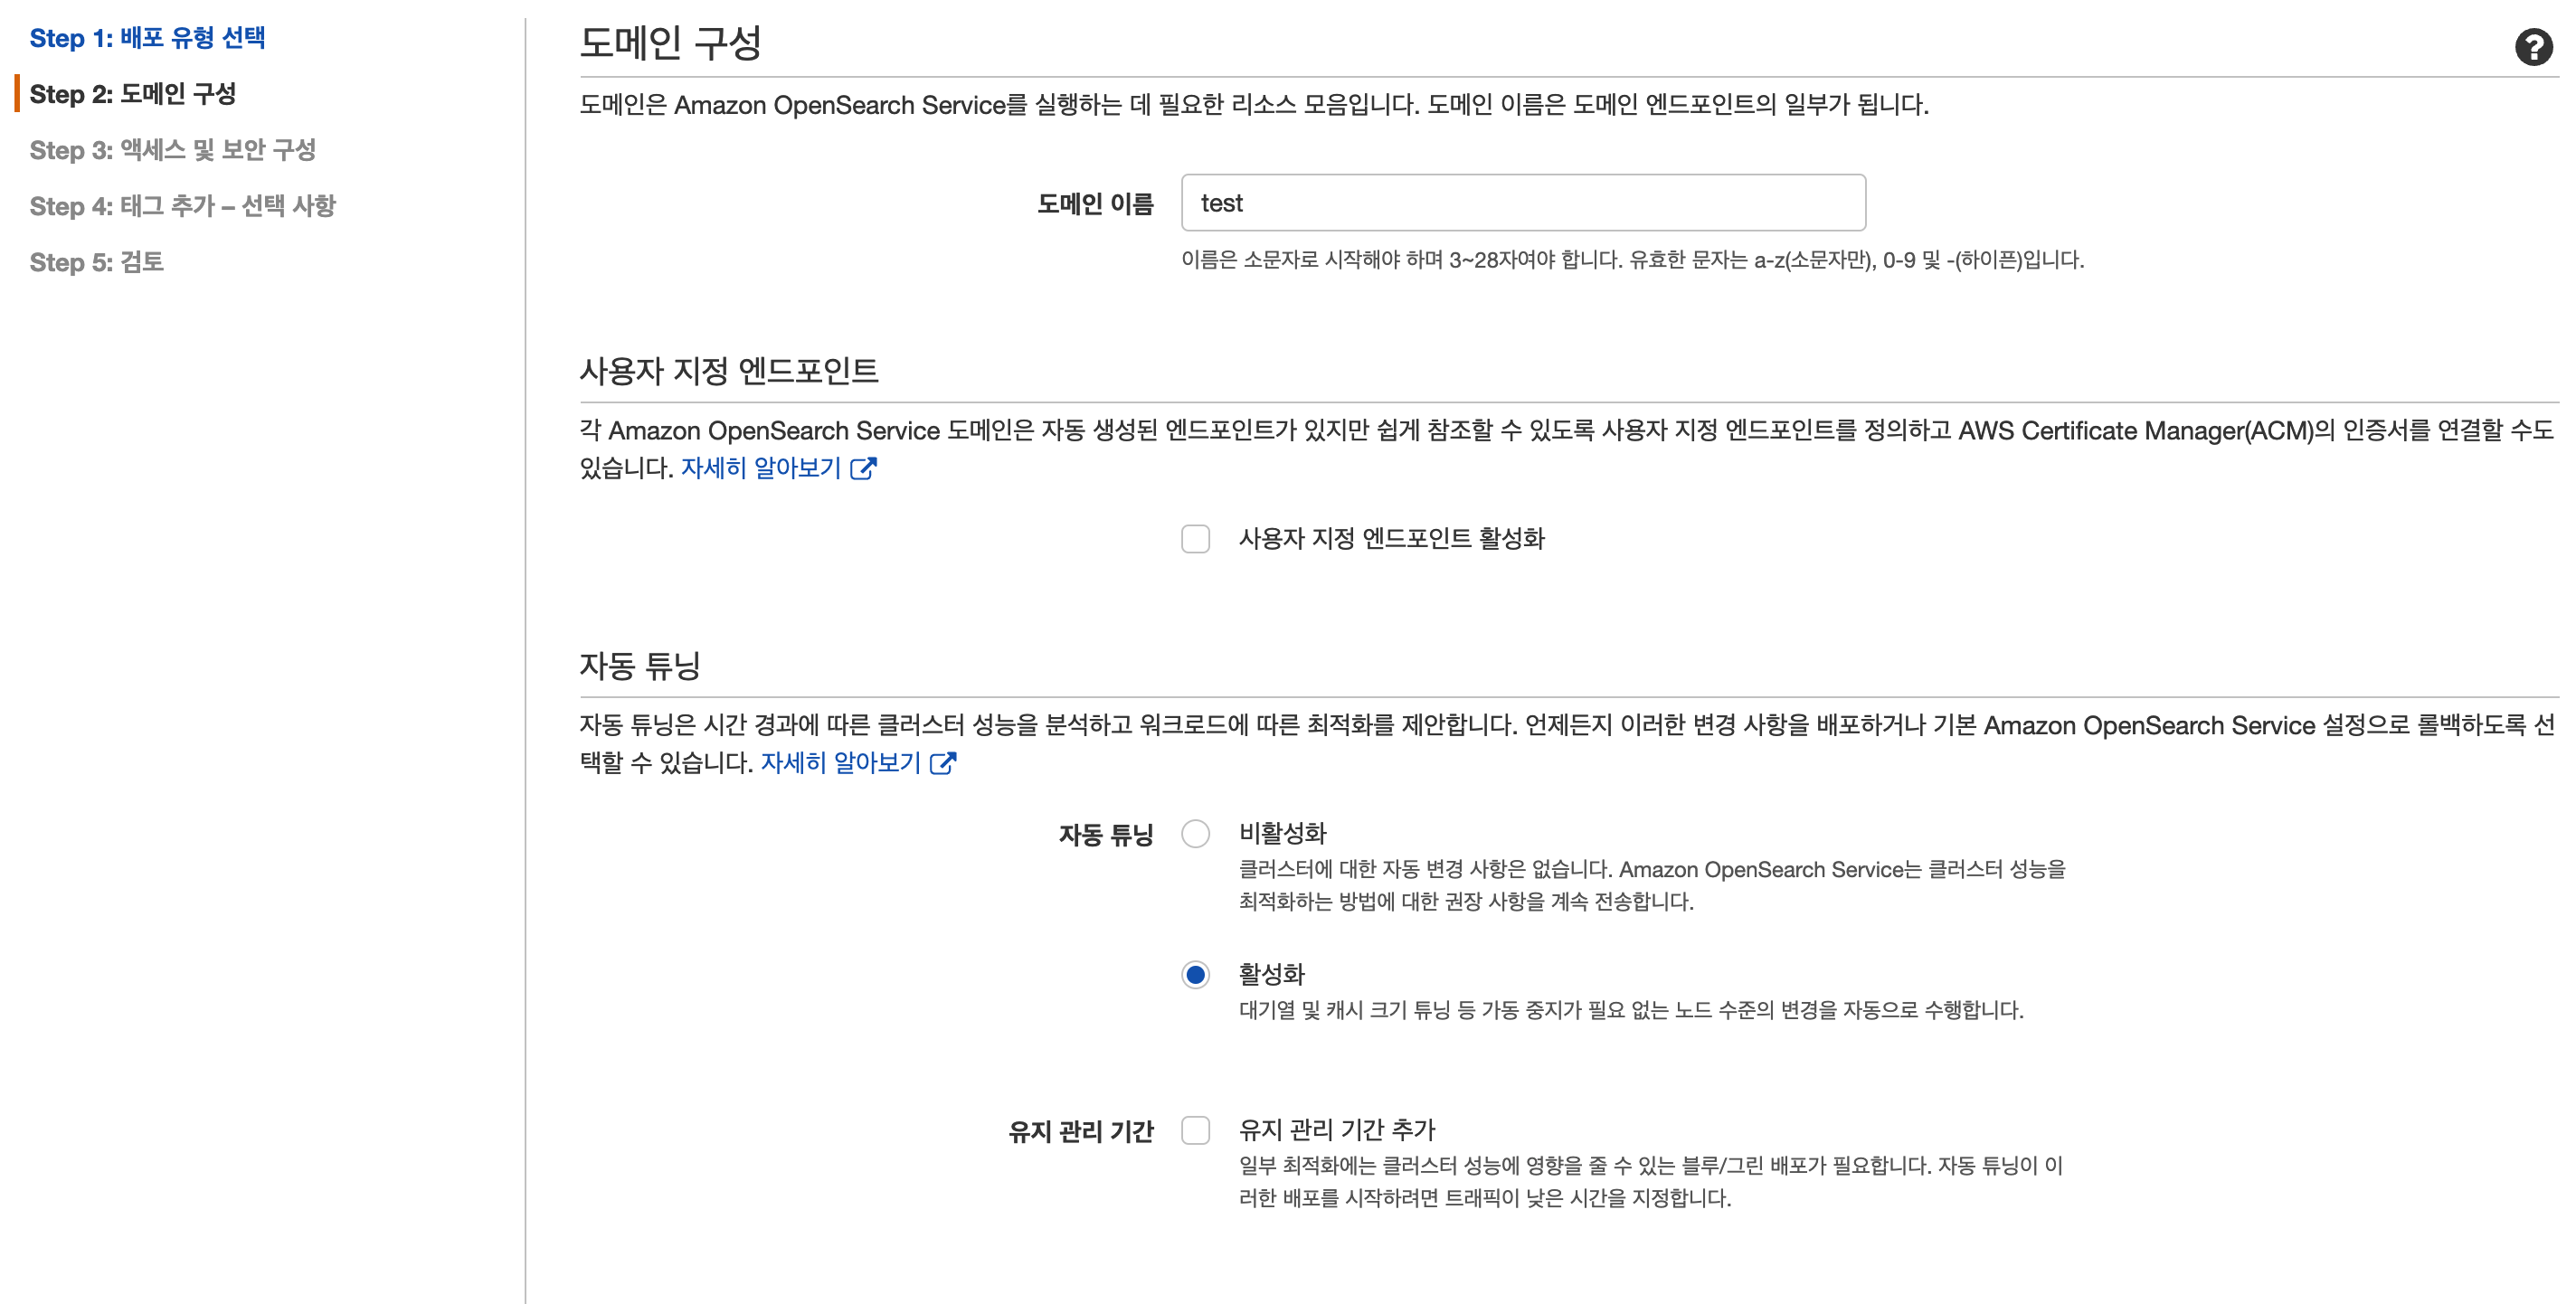 Step 1: 배포 유형 선택
Step 2: 도메인 구성
Step 3: 액세스 및 보안 구성
Step 4: 태그 추가 – 선택 사항
Step 5: 검토
도메인 구성
?
도메인은 Amazon OpenSearch Service를 실행하는 데 필요한 리소스 모음입니다. 도메인 이름은 도메인 엔드포인트의 일부가 됩니다.
도메인 이름 test
이름은 소문자로 시작해야 하며 3~28자여야 합니다. 유효한 문자는 a-z(소문자만), 0-9 및 -(하이픈)입니다.
사용자 지정 엔드포인트
각 Amazon OpenSearch Service 도메인은 자동 생성된 엔드포인트가 있지만 쉽게 참조할 수 있도록 사용자 지정 엔드포인트를 정의하고 AWS Certificate Manager(ACM)의 인증서를 연결할 수도
있습니다. 자세히 알아보기
사용자 지정 엔드포인트 활성화
자동 튜닝
자동 튜닝은 시간 경과에 따른 클러스터 성능을 분석하고 워크로드에 따른 최적화를 제안합니다. 언제든지 이러한 변경 사항을 배포하거나 기본 Amazon OpenSearch Service 설정으로 롤백하도록 선
택할 수 있습니다. 자세히 알아보기
자동 튜닝 비활성화
클러스터에 대한 자동 변경 사항은 없습니다. Amazon OpenSearch Service는 클러스터 성능을
최적화하는 방법에 대한 권장 사항을 계속 전송합니다.
활성화
대기열 및 캐시 크기 튜닝 등 가동 중지가 필요 없는 노드 수준의 변경을 자동으로 수행합니다.
유지 관리 기간 유지 관리 기간 추가
일부 최적화에는 클러스터 성능에 영향을 줄 수 있는 블루/그린 배포가 필요합니다. 자동 튜닝이 이
러한 배포를 시작하려면 트래픽이 낮은 시간을 지정합니다.